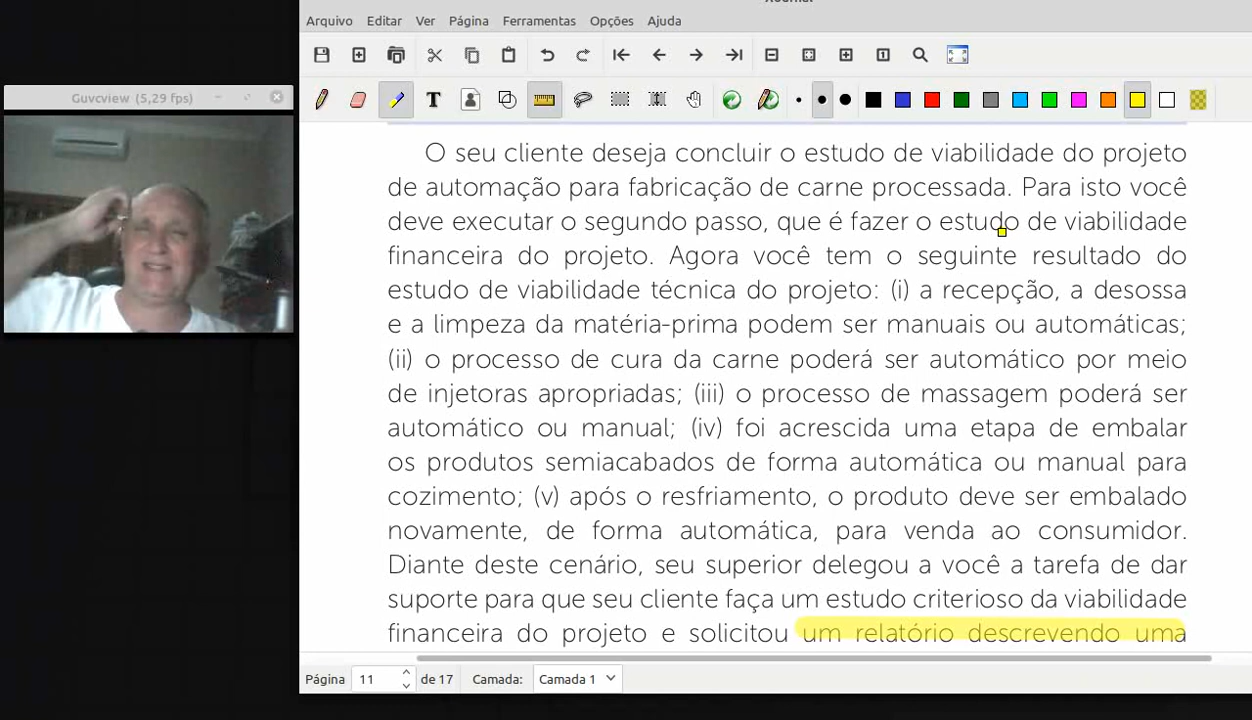 Arquivo Editar Ver Página Ferramentas Opções Ajuda
Guvcview (5,29 fps)
T
1
O seu cliente deseja concluir o estudo de viabilidade do projeto
de automação para fabricação de carne processada. Para isto você
deve executar o segundo passo, que é fazer o estudo de viabilidade
financeira do projeto. Agora você tem o seguinte resultado do
estudo de viabilidade técnica do projeto: (i) a recepção, a desossa
e a limpeza da matéria-prima podem ser manuais ou automáticas;
(ii) o processo de cura da carne poderá ser automático por meio
de injetoras apropriadas; (iii) o processo de massagem poderá ser
automático ou manual; (iv) foi acrescida uma etapa de embalar
os produtos semiacabados de forma automática ou manual para
cozimento; (v) após o resfriamento, o produto deve ser embalado
novamente, de forma automática, para venda ao consumidor.
Diante deste cenário, seu superior delegou a você a tarefa de dar
suporte para que seu cliente faça um estudo criterioso da viabilidade
financeira do projeto e solicitou um relatório descrevendo uma
Página 11 de 17 Camada: Camada 1